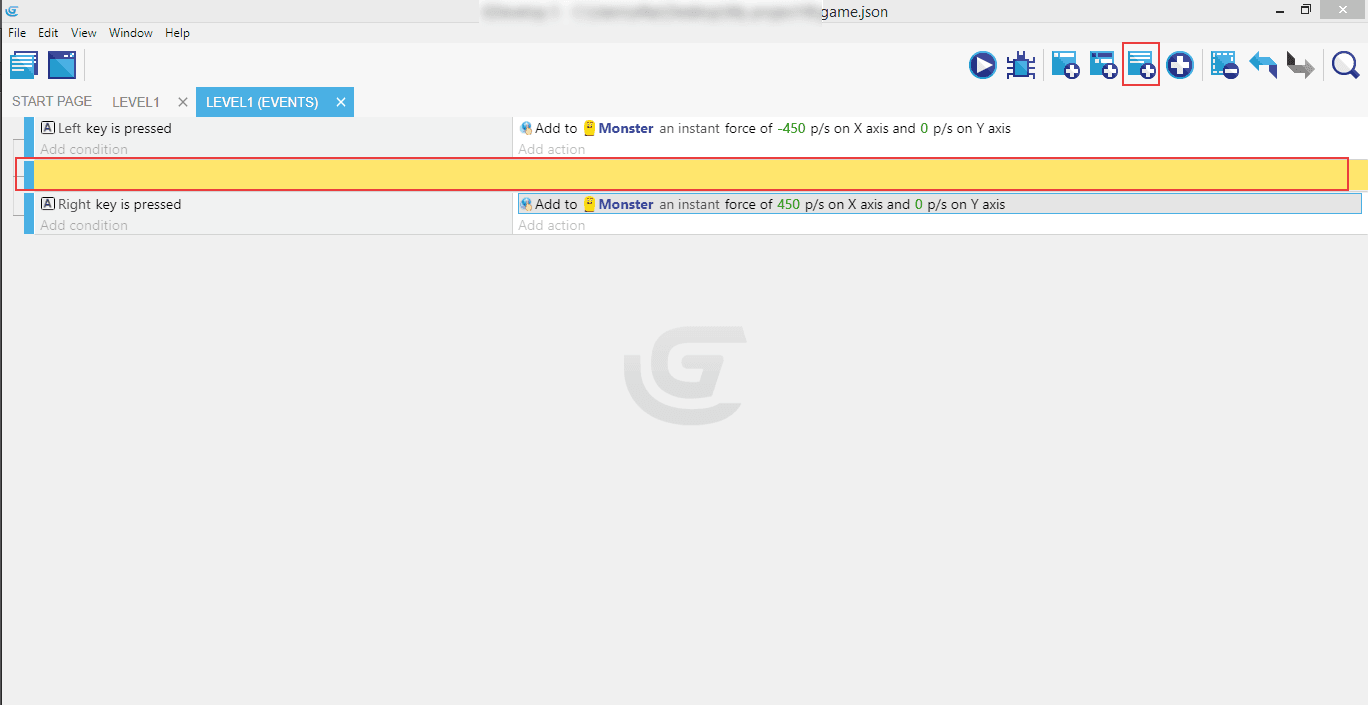 game.json
File Edit View Window Help
START PAGE LEVEL1 LEVEL1 (EVENTS)
A Left key is pressed
Add condition
Add to Monster an instant force of -450 p/s on X axis and 0 p/s on Y axis
Add action
A Right key is pressed
Add condition
Add to Monster an instant force of 450 p/s on X axis and 0 p/s on Y axis
Add action